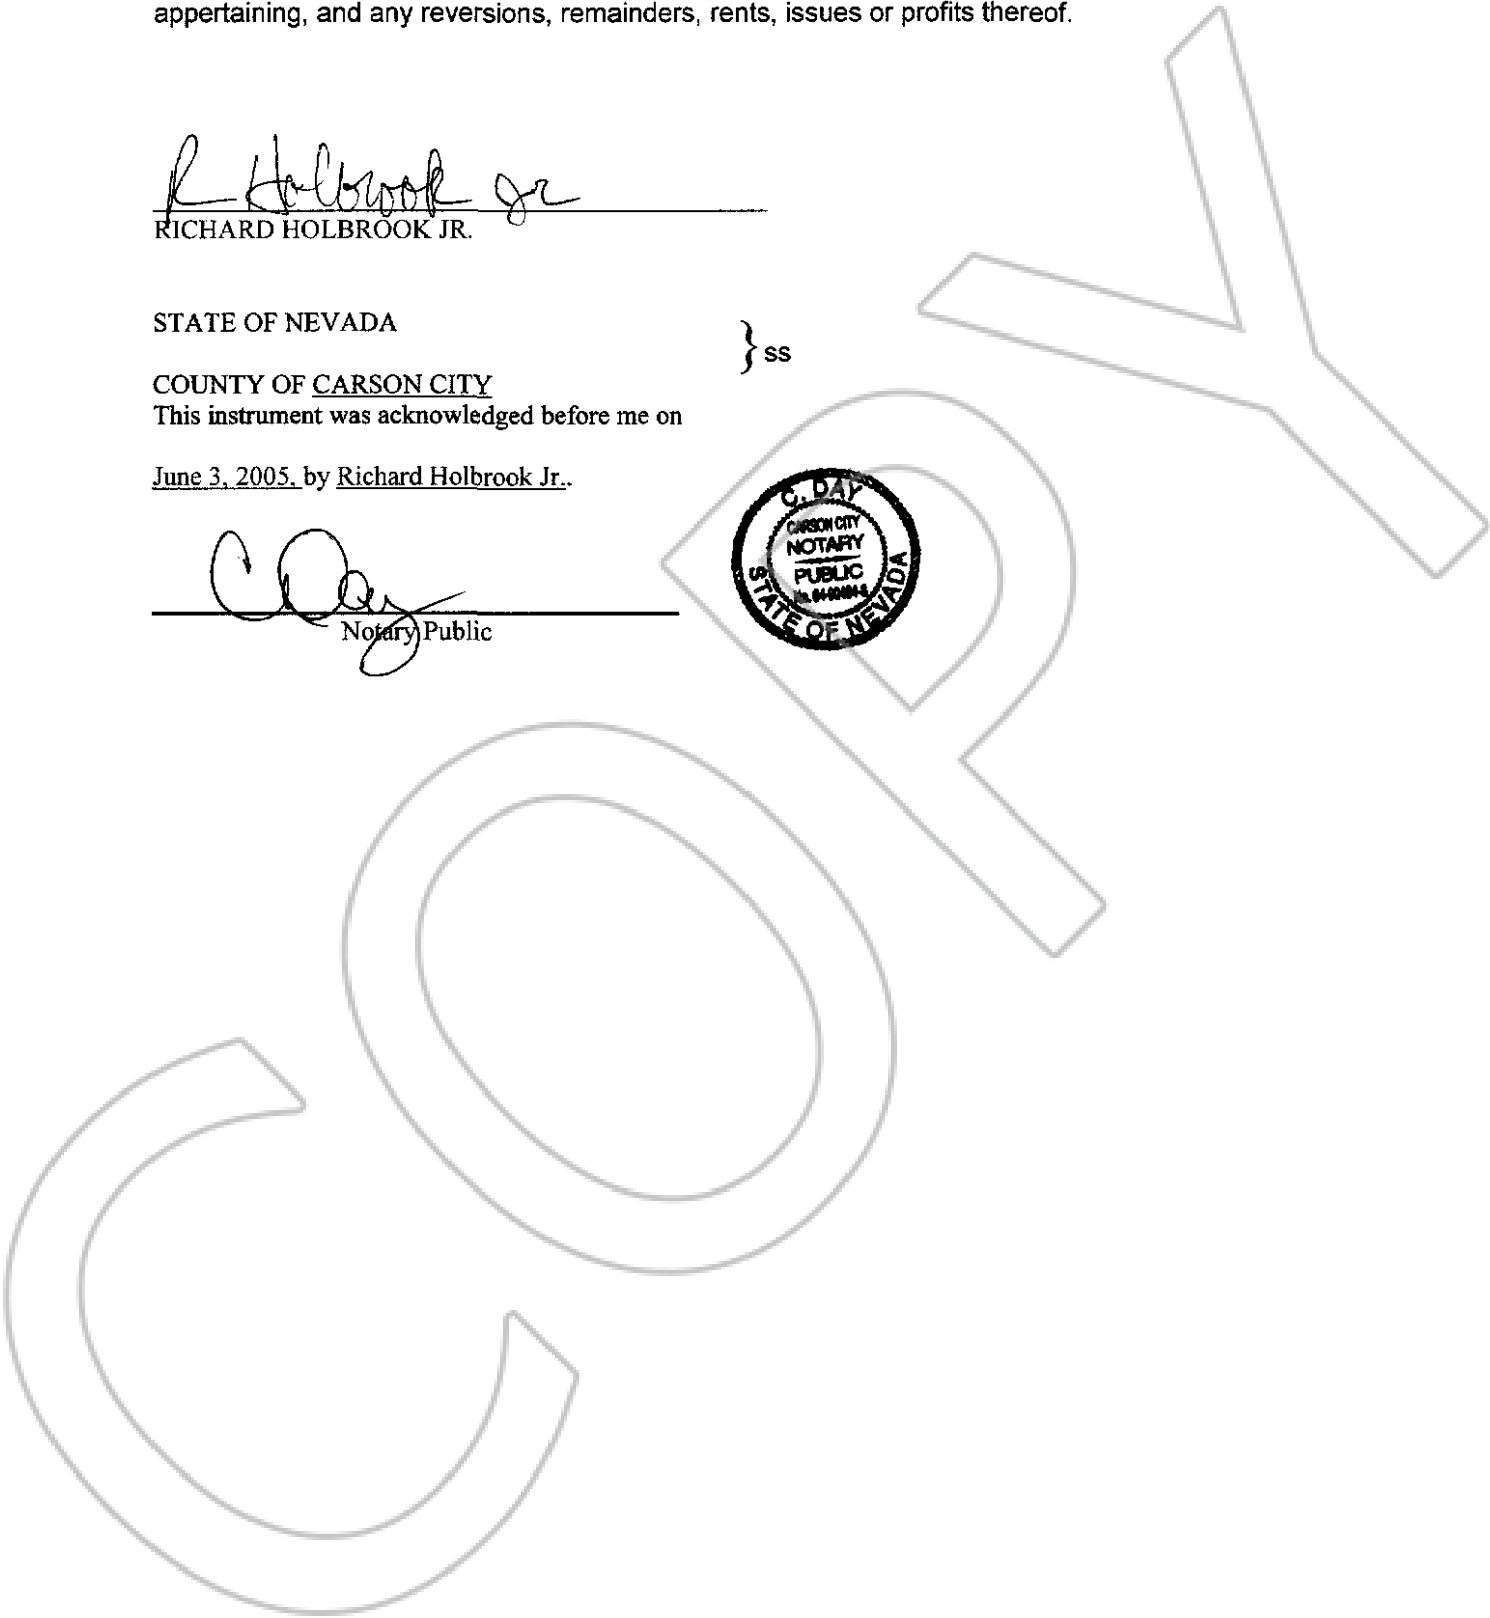 appertaining, and any reversions, remainders, rents, issues or profits thereof.
R Holbrook Jr
RICHARD HOLBROOK JR.
STATE OF NEVADA
}ss
COUNTY OF CARSON CITY
This instrument was acknowledged before me on
June 3, 2005, by Richard Holbrook Jr..
C Day
Notary Public
C. DAY
CARSON CITY
NOTARY
PUBLIC
No.
STATE OF NEVADA
COPY